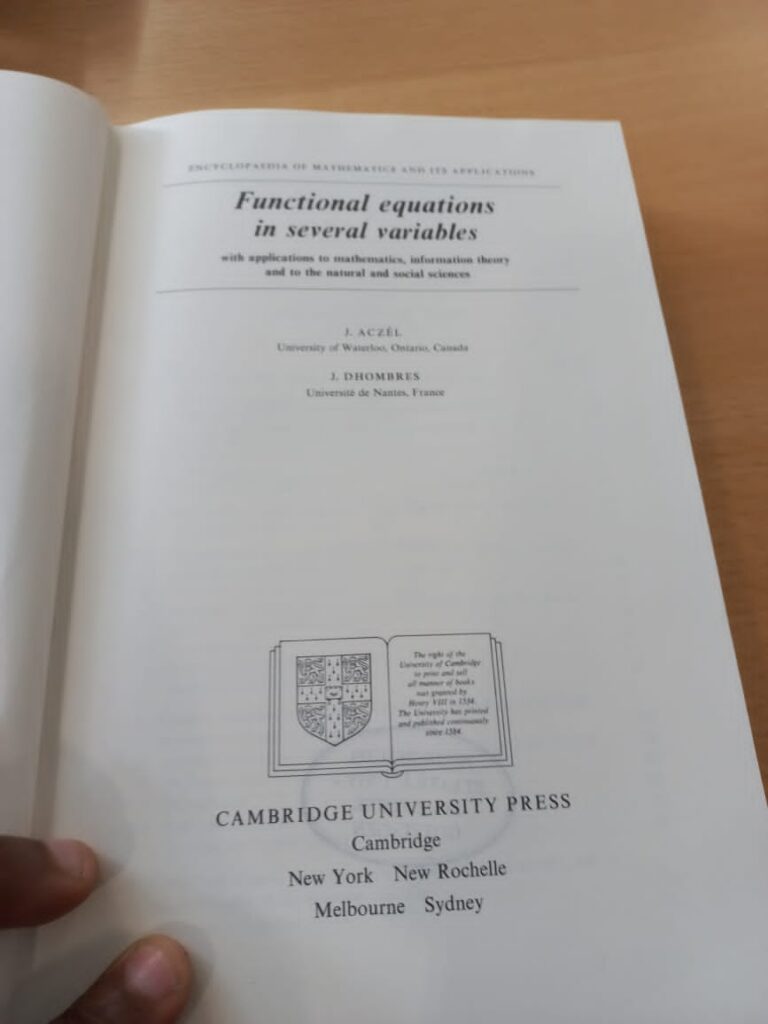 ENCYCLOPAEDIA OF MATHEMATICS AND ITS APPLICATIONS
Functional equations
in several variables
with applications to mathematics, information theory
and to the natural and social sciences
J. ACZÉL
University of Waterloo, Ontario, Canada
J. DHOMBRES
Université de Nantes, France
The right of the
University of Cambridge
to print and sell
all manner of books
was granted by
Henry VIII in 1534.
The University has printed
and published continuously
since 1584.
CAMBRIDGE UNIVERSITY PRESS
Cambridge
New York New Rochelle
Melbourne Sydney